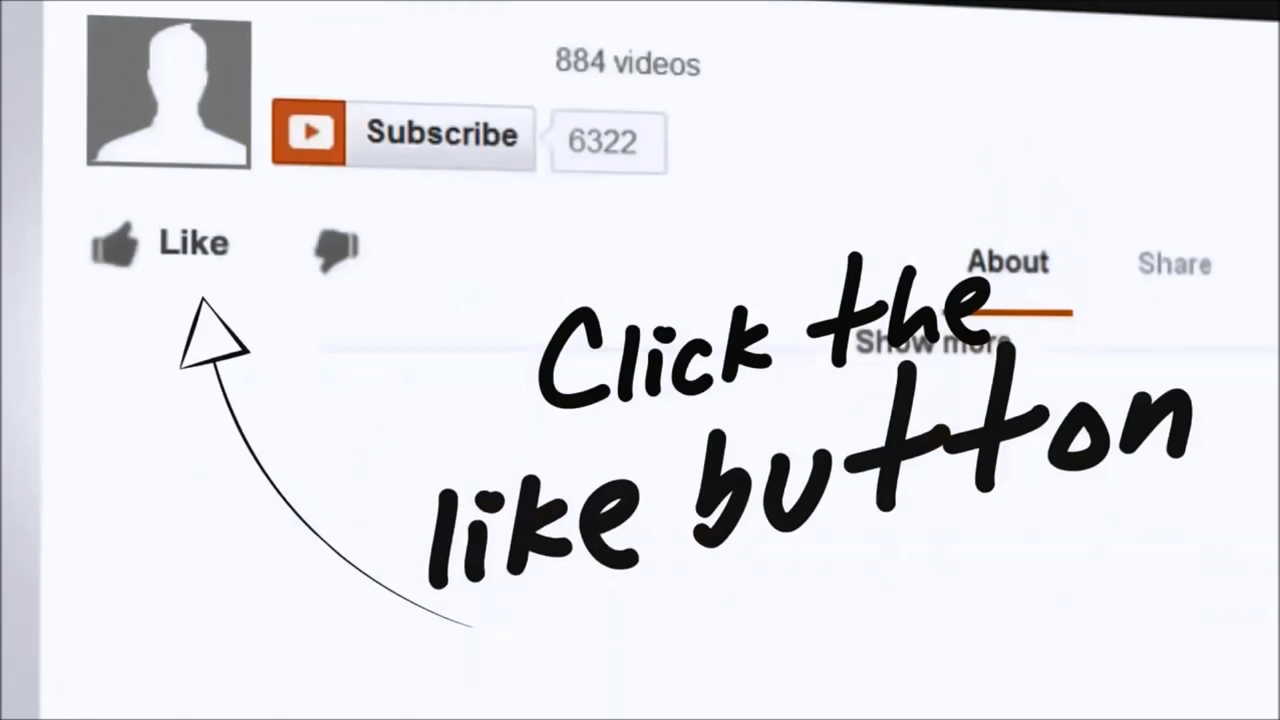 884 videos
Subscribe 6322
Like
About Share
Show more
Click the
like button